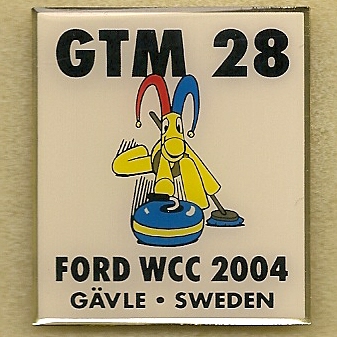 GTM 28
FORD WCC 2004
GÄVLE • SWEDEN